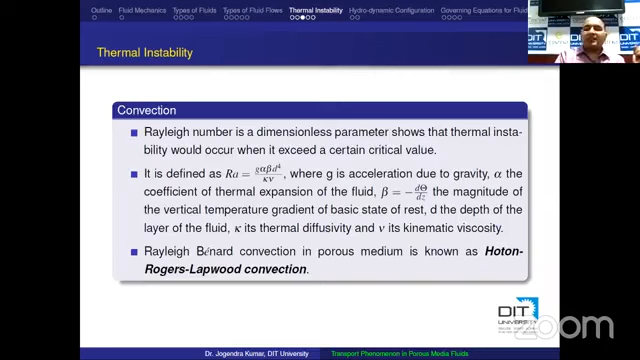 Outline Fluid Mechanics Types of Fluids Types of Fluid Flows Thermal Instability Hydro-dynamic Configuration Governing Equations for Fluid
Thermal Instability
Convection
Rayleigh number is a dimensionless parameter shows that thermal insta-
bility would occur when it exceed a certain critical value.
It is defined as Ra = gαβd⁴/κν, where g is acceleration due to gravity, α the
coefficient of thermal expansion of the fluid, β = −dΘ/dz the magnitude of
the vertical temperature gradient of basic state of rest, d the depth of the
layer of the fluid, κ its thermal diffusivity and ν its kinematic viscosity.
Rayleigh Bénard convection in porous medium is known as Hoton-
Rogers-Lapwood convection.
DIT
UNIVERSITY
zoom
Dr. Jogendra Kumar, DIT University Transport Phenomenon in Porous Media Fluids